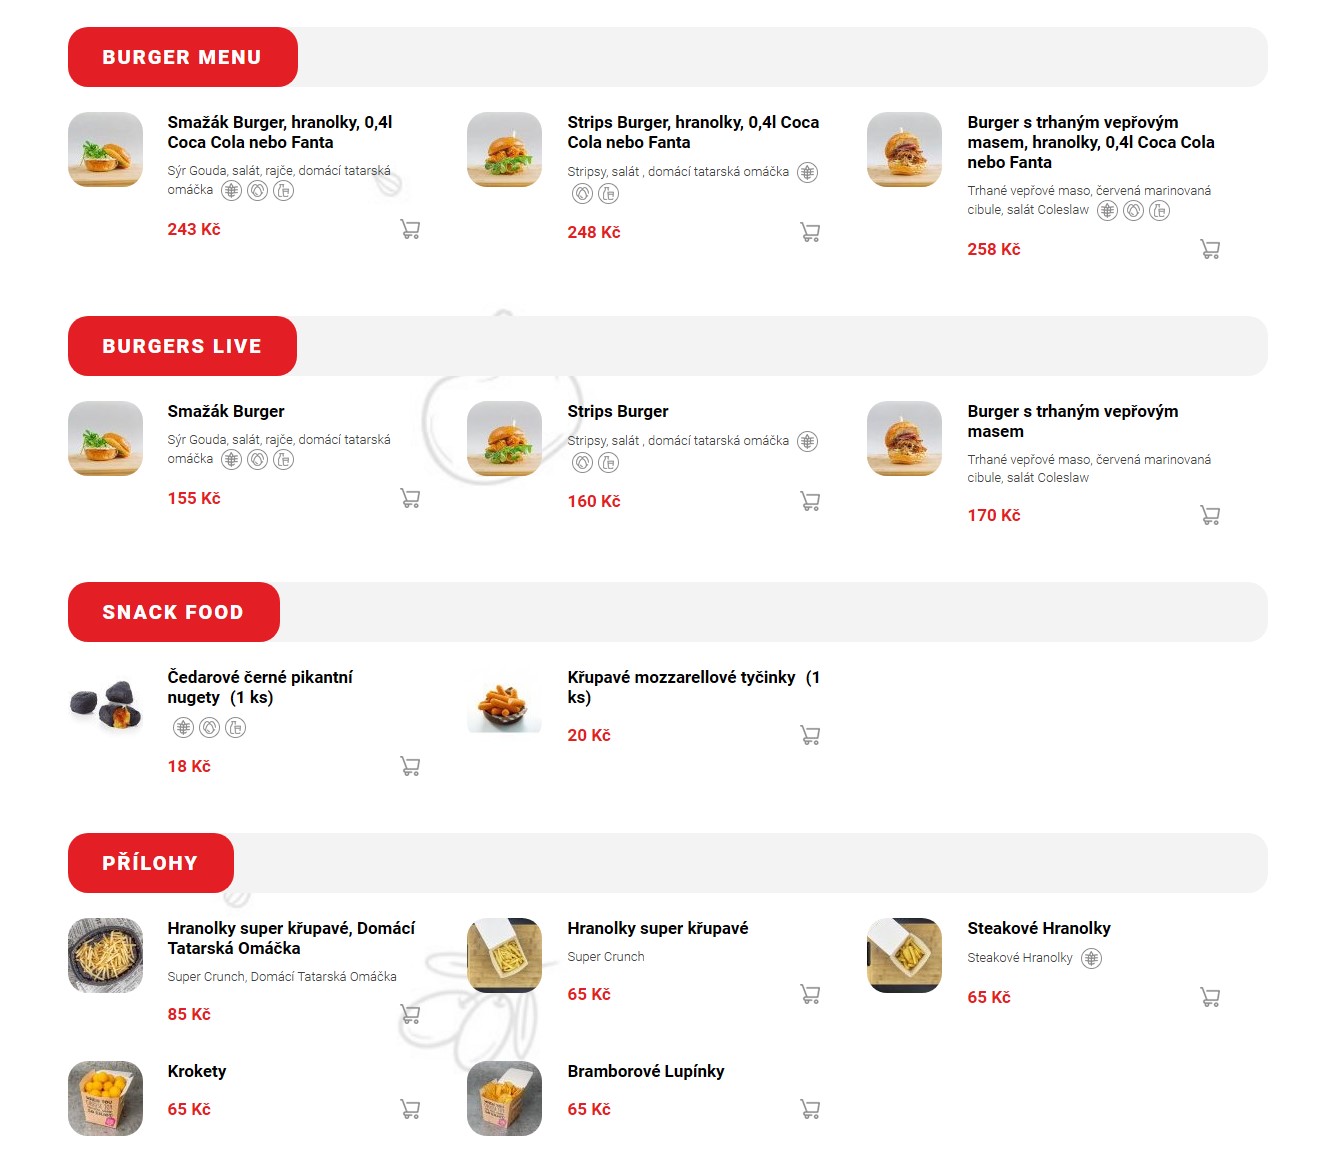 BURGER MENU
Smažák Burger, hranolky, 0,4l
Coca Cola nebo Fanta
Sýr Gouda, salát, rajče, domácí tatarská
omáčka
243 Kč
Strips Burger, hranolky, 0,4l Coca
Cola nebo Fanta
Stripsy, salát , domácí tatarská omáčka
248 Kč
Burger s trhaným vepřovým
masem, hranolky, 0,4l Coca Cola
nebo Fanta
Trhané vepřové maso, červená marinovaná
cibule, salát Coleslaw
258 Kč
BURGERS LIVE
Smažák Burger
Sýr Gouda, salát, rajče, domácí tatarská
omáčka
155 Kč
Strips Burger
Stripsy, salát , domácí tatarská omáčka
160 Kč
Burger s trhaným vepřovým
masem
Trhané vepřové maso, červená marinovaná
cibule, salát Coleslaw
170 Kč
SNACK FOOD
Čedarové černé pikantní
nugety (1 ks)
18 Kč
Křupavé mozzarellové tyčinky (1
ks)
20 Kč
PŘÍLOHY
Hranolky super křupavé, Domácí
Tatarská Omáčka
Super Crunch, Domácí Tatarská Omáčka
85 Kč
Hranolky super křupavé
Super Crunch
65 Kč
Steakové Hranolky
Steakové Hranolky
65 Kč
Krokety
65 Kč
Bramborové Lupínky
65 Kč